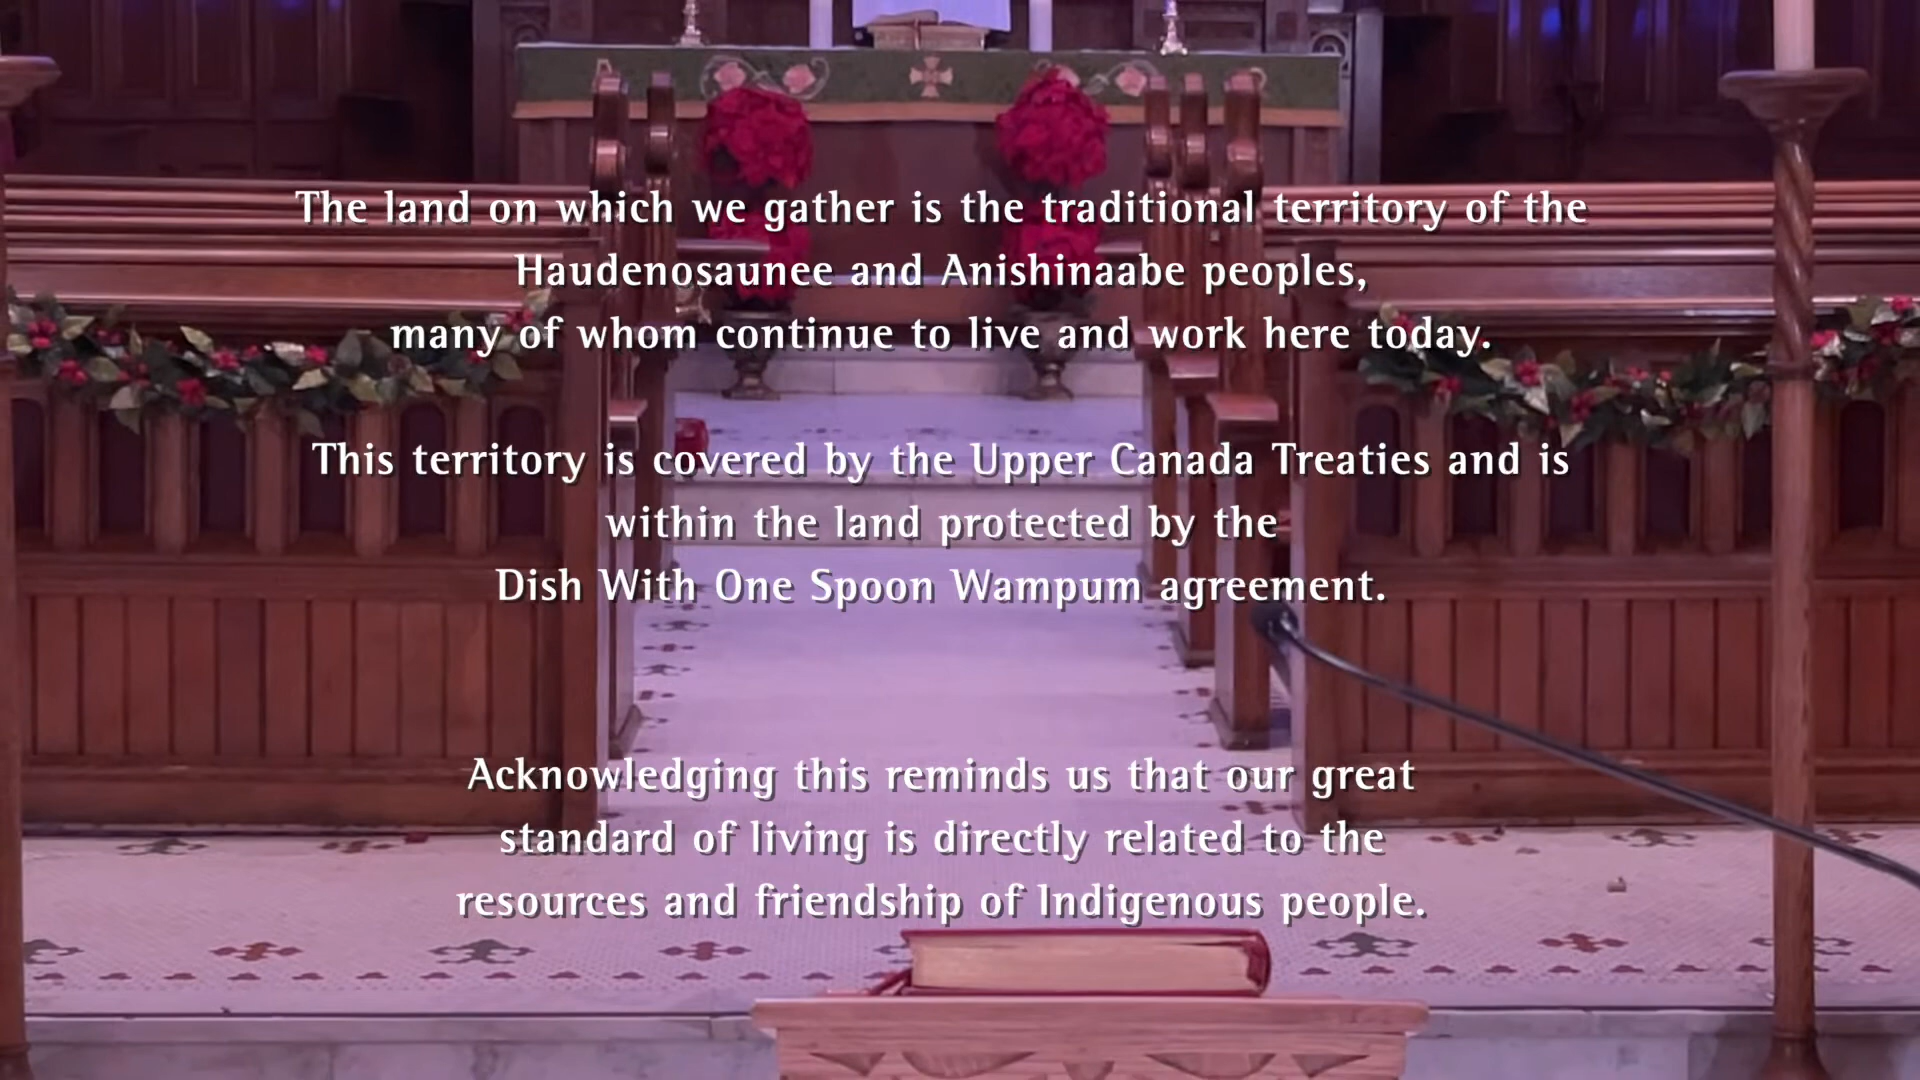 The land on which we gather is the traditional territory of the
Haudenosaunee and Anishinaabe peoples,
many of whom continue to live and work here today.
This territory is covered by the Upper Canada Treaties and is
within the land protected by the
Dish With One Spoon Wampum agreement.
Acknowledging this reminds us that our great
standard of living is directly related to the
resources and friendship of Indigenous people.